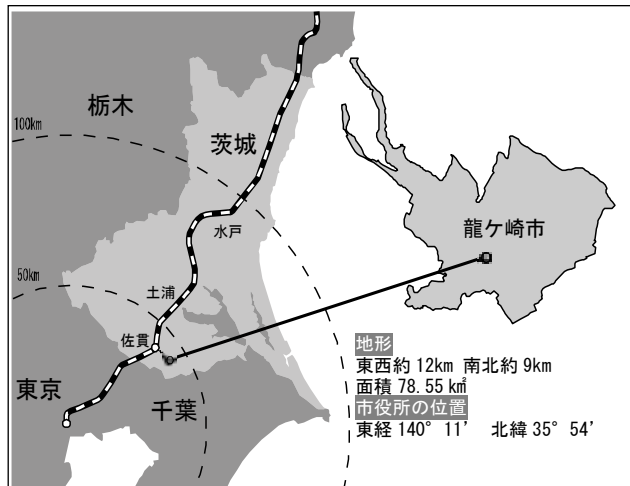 栃木
100km
茨城
水戸
龍ケ崎市
50km
土浦
佐貫
東京
千葉
地形
東西約 12km 南北約 9km
面積 78.55 ㎢
市役所の位置
東経 140° 11’ 北緯 35° 54’